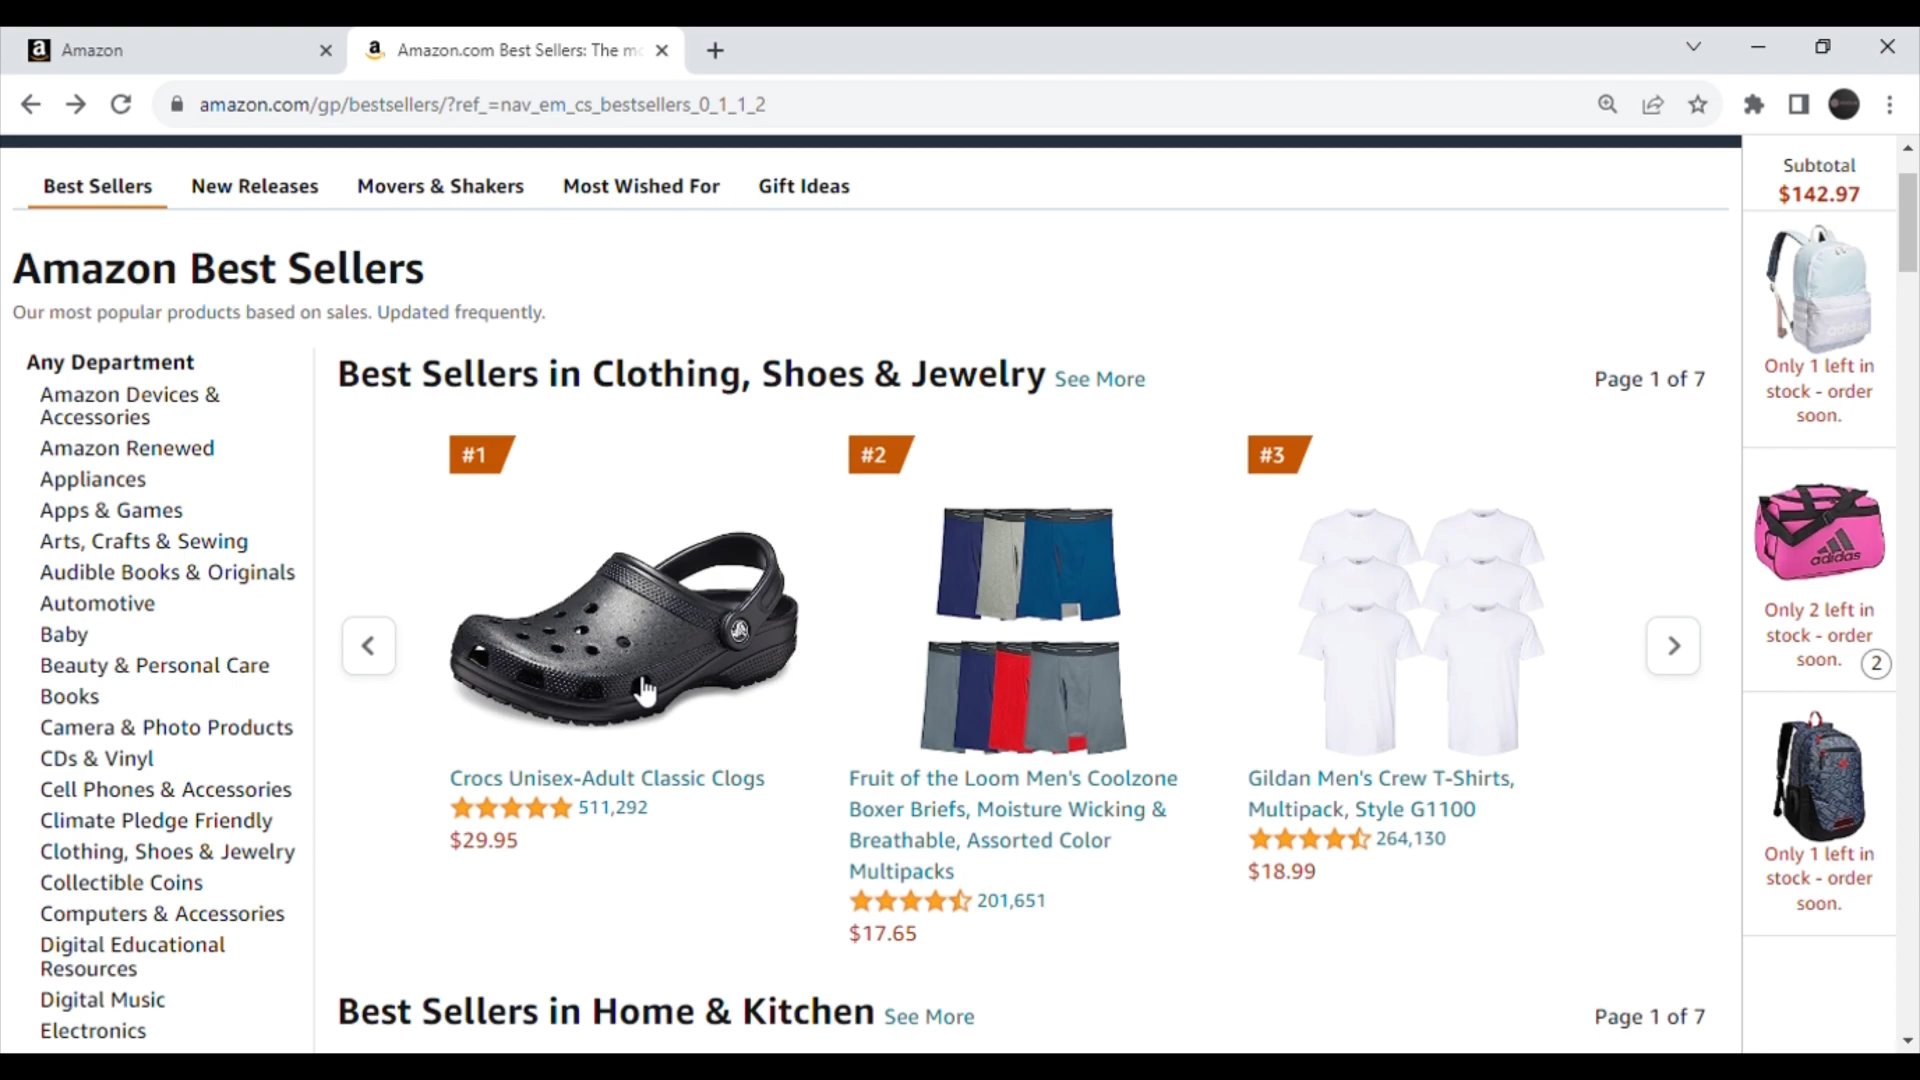 Amazon
Amazon.com Best Sellers: The mo
amazon.com/gp/bestsellers/?ref_=nav_em_cs_bestsellers_0_1_1_2
Best Sellers New Releases Movers & Shakers Most Wished For Gift Ideas
Amazon Best Sellers
Our most popular products based on sales. Updated frequently.
Any Department
Amazon Devices &
Accessories
Amazon Renewed
Appliances
Apps & Games
Arts, Crafts & Sewing
Audible Books & Originals
Automotive
Baby
Beauty & Personal Care
Books
Camera & Photo Products
CDs & Vinyl
Cell Phones & Accessories
Climate Pledge Friendly
Clothing, Shoes & Jewelry
Collectible Coins
Computers & Accessories
Digital Educational
Resources
Digital Music
Electronics
Best Sellers in Clothing, Shoes & Jewelry See More
Page 1 of 7
#1
Crocs Unisex-Adult Classic Clogs
511,292
$29.95
#2
Fruit of the Loom Men's Coolzone
Boxer Briefs, Moisture Wicking &
Breathable, Assorted Color
Multipacks
201,651
$17.65
#3
Gildan Men's Crew T-Shirts,
Multipack, Style G1100
264,130
$18.99
Best Sellers in Home & Kitchen See More
Page 1 of 7
Subtotal
$142.97
adidas
Only 1 left in
stock - order
soon.
adidas
Only 2 left in
stock - order
soon.
2
Only 1 left in
stock - order
soon.